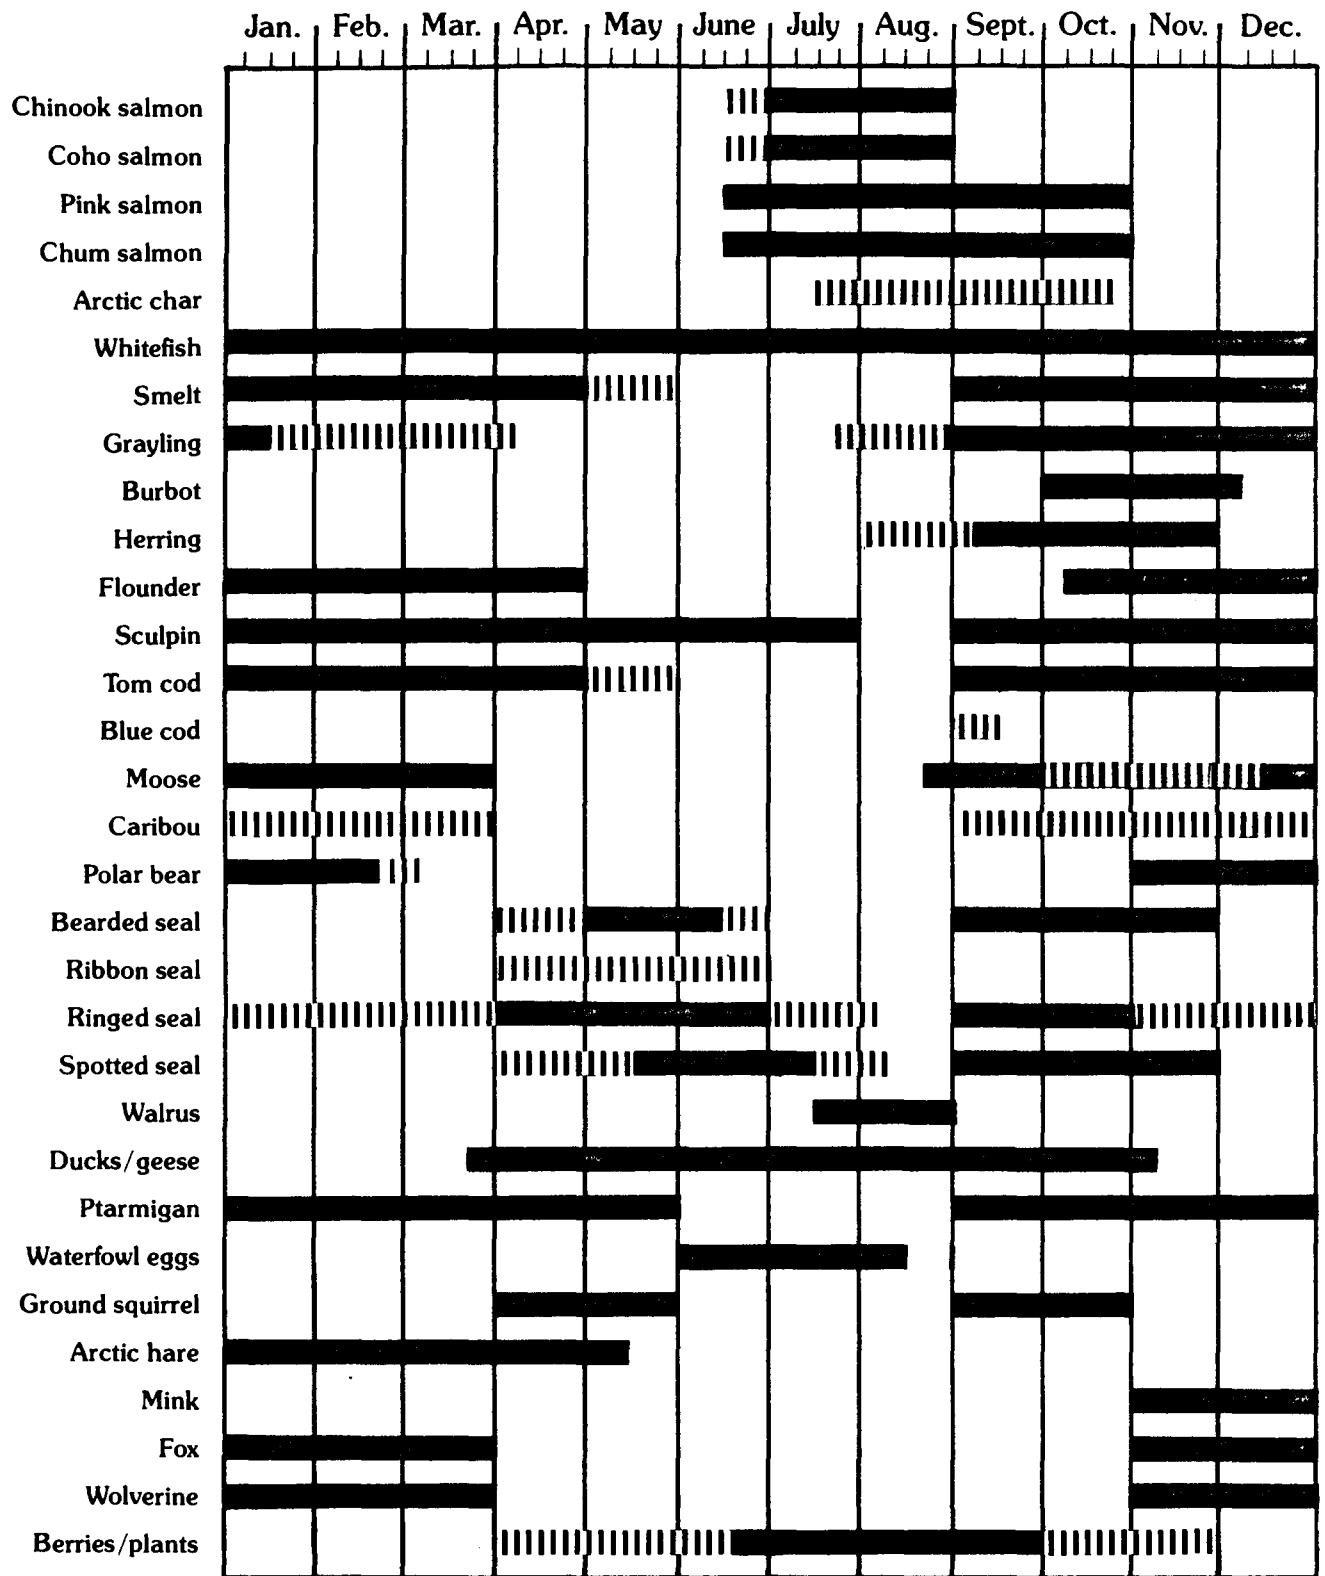 Jan. Feb. Mar. Apr. May June July Aug. Sept. Oct. Nov. Dec.
Chinook salmon
Coho salmon
Pink salmon
Chum salmon
Arctic char
Whitefish
Smelt
Grayling
Burbot
Herring
Flounder
Sculpin
Tom cod
Blue cod
Moose
Caribou
Polar bear
Bearded seal
Ribbon seal
Ringed seal
Spotted seal
Walrus
Ducks/geese
Ptarmigan
Waterfowl eggs
Ground squirrel
Arctic hare
Mink
Fox
Wolverine
Berries/plants